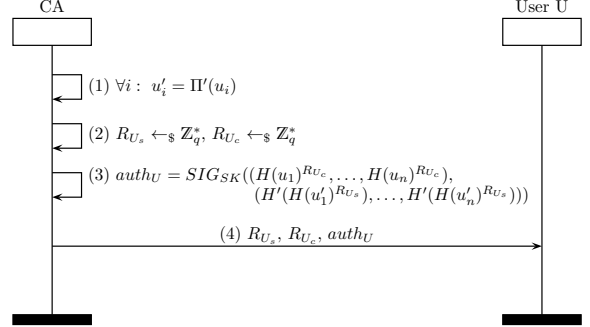 CA User U
(1) ∀i : u′ᵢ = Π′(uᵢ)
(2) R_{U_s} ←$ ℤ*_q, R_{U_c} ←$ ℤ*_q
(3) auth_U = SIG_{SK}((H(u₁)^{R_{U_c}}, . . . , H(uₙ)^{R_{U_c}}),
(H′(H(u′₁)^{R_{U_s}}), . . . , H′(H(u′ₙ)^{R_{U_s}})))
(4) R_{U_s}, R_{U_c}, auth_U